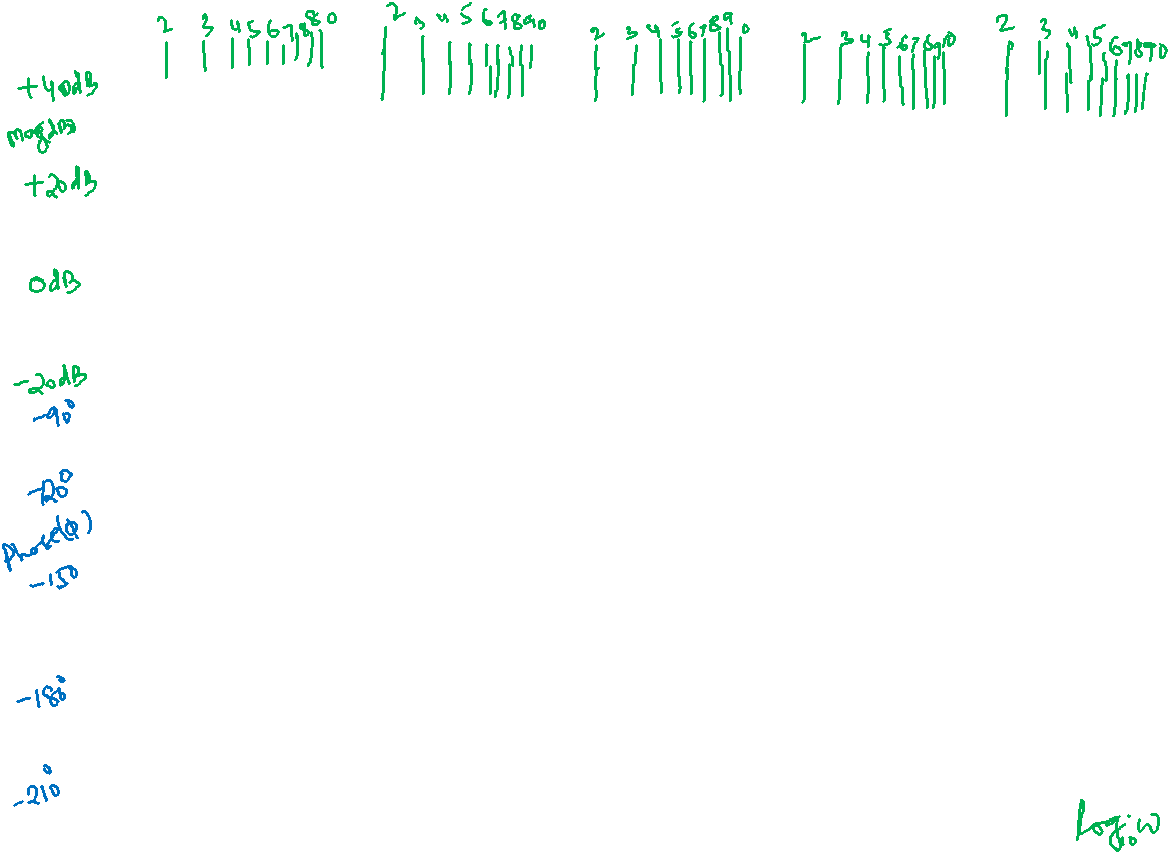 2 3 4 5 6 7 8 8 0
2 3 4 5 6 7 8 9 0
2 3 4 5 6 7 8 9 0
2 3 4 5 6 7 8 9 0
2 3 4 5 6 7 8 9 0
+40dB
mag dB
+20dB
0dB
-20dB
-90°
-120°
Phase(φ)
-150
-180°
-210°
Log₁₀ω